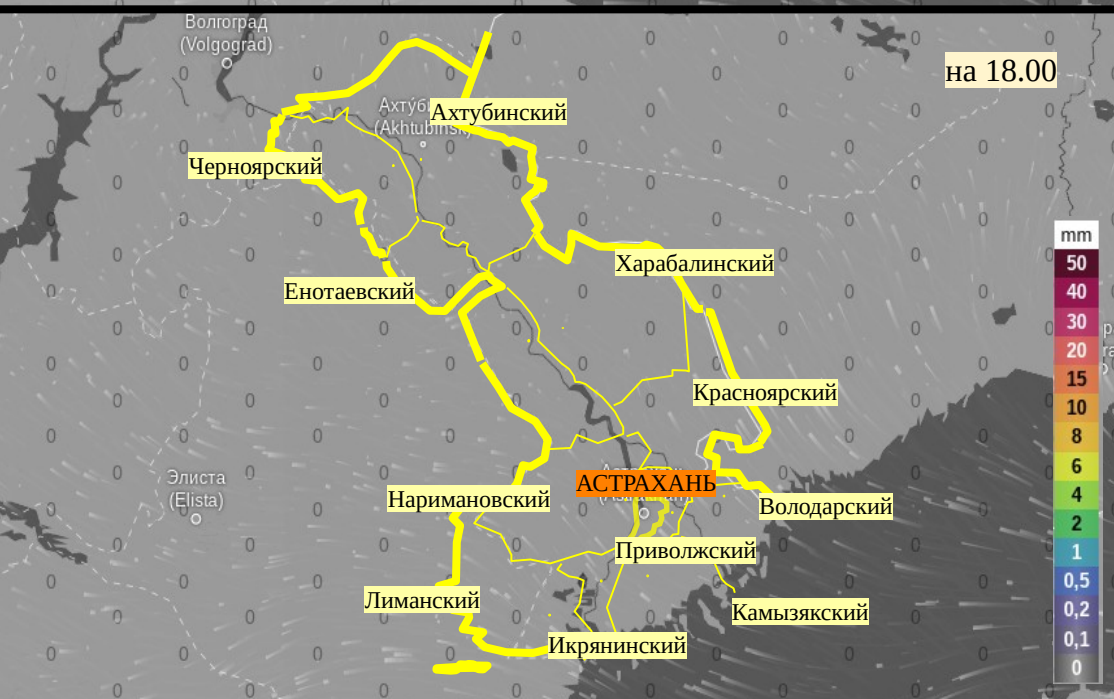 Волгоград
(Volgograd)
на 18.00
Ахтубинский
(Akhtubinsk)
Черноярский
mm
50
40
30
20
15
10
8
6
4
2
1
0,5
0,2
0,1
0
Харабалинский
Енотаевский
Красноярский
Элиста
(Elista)
АСТРАХАНЬ
Наримановский
Володарский
Приволжский
Лиманский
Камызякский
Икрянинский